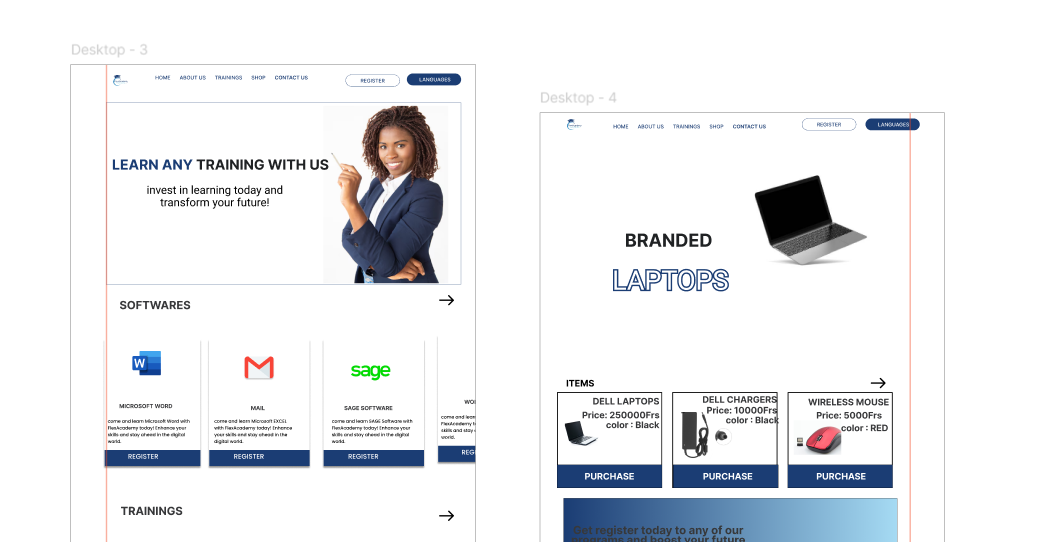 Desktop - 3
HOME ABOUT US TRAININGS SHOP CONTACT US REGISTER LANGUAGES
LEARN ANY TRAINING WITH US
invest in learning today and
transform your future!
SOFTWARES
W
sage
MICROSOFT WORD
come and learn Microsoft Word with
FlexAcademy today! Enhance your
skills and stay ahead in the digital
world.
REGISTER
MAIL
come and learn Microsoft EXCEL
with FlexAcademy today! Enhance
your skills and stay ahead in the
digital world.
REGISTER
SAGE SOFTWARE
come and learn SAGE Software with
FlexAcademy today! Enhance your
skills and stay ahead in the digital
world.
REGISTER
WO
come and learn
FlexAcademy
skills and stay
world.
REG
TRAININGS
Desktop - 4
HOME ABOUT US TRAININGS SHOP CONTACT US REGISTER LANGUAGES
BRANDED
LAPTOPS
ITEMS
DELL LAPTOPS
Price: 250000Frs
color : Black
PURCHASE
DELL CHARGERS
Price: 10000Frs
color : Black
PURCHASE
WIRELESS MOUSE
Price: 5000Frs
color : RED
PURCHASE
Get register today to any of our
programs and boost your future